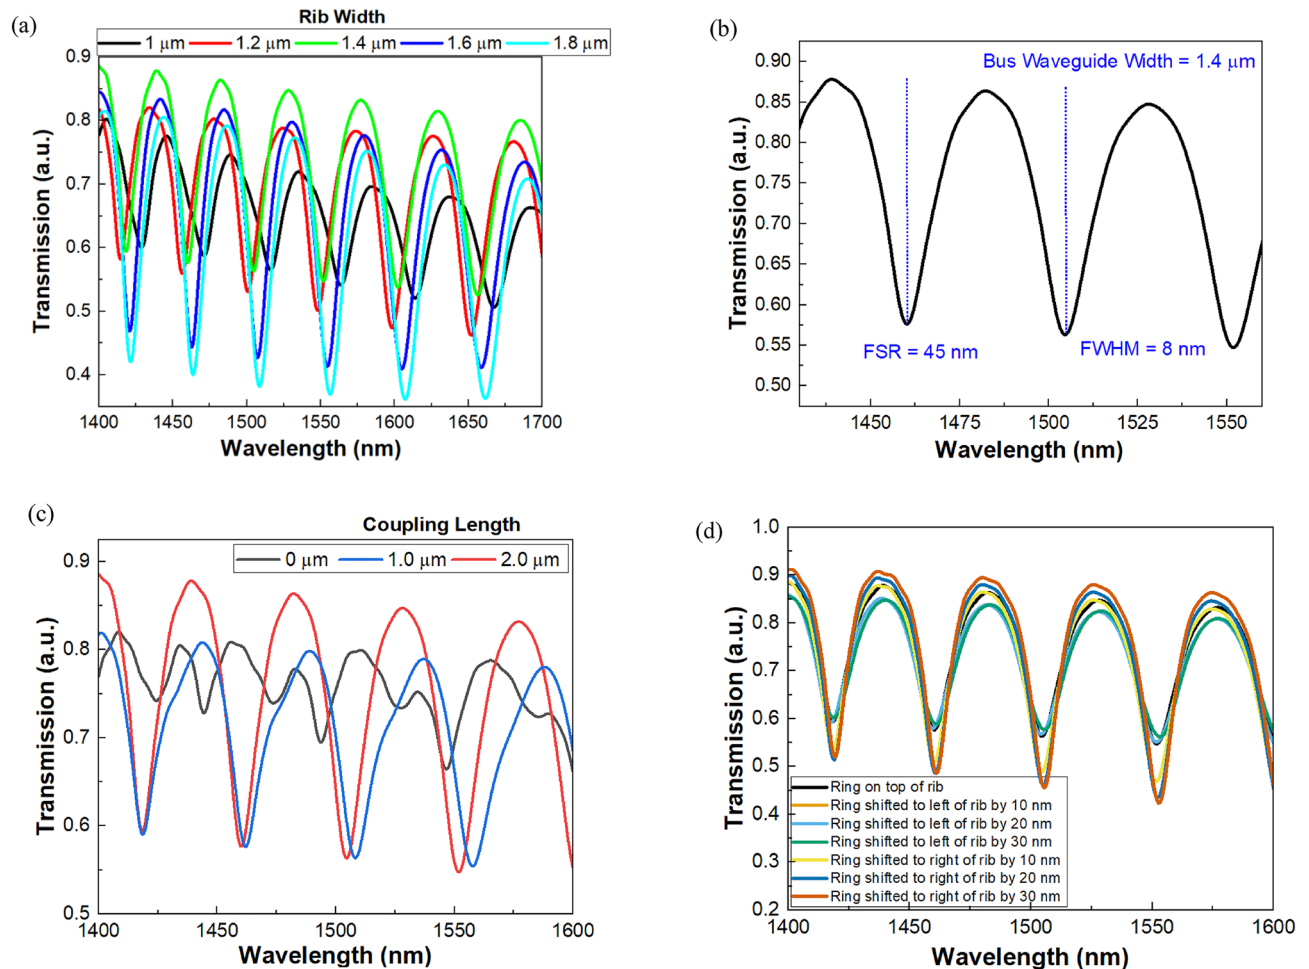 (a)
Rib Width
1 μm 1.2 μm 1.4 μm 1.6 μm 1.8 μm
0.9
0.8
0.7
0.6
0.5
0.4
Transmission (a.u.)
1400 1450 1500 1550 1600 1650 1700
Wavelength (nm)
(b)
Bus Waveguide Width = 1.4 μm
0.90
0.85
0.80
0.75
0.70
0.65
0.60
0.55
0.50
Transmission (a.u.)
FSR = 45 nm
FWHM = 8 nm
1450 1475 1500 1525 1550
Wavelength (nm)
(c)
Coupling Length
0 μm 1.0 μm 2.0 μm
0.9
0.8
0.7
0.6
0.5
Transmission (a.u.)
1400 1450 1500 1550 1600
Wavelength (nm)
(d)
1.0
0.9
0.8
0.7
0.6
0.5
0.4
0.3
0.2
Transmission (a.u.)
Ring on top of rib
Ring shifted to left of rib by 10 nm
Ring shifted to left of rib by 20 nm
Ring shifted to left of rib by 30 nm
Ring shifted to right of rib by 10 nm
Ring shifted to right of rib by 20 nm
Ring shifted to right of rib by 30 nm
1400 1450 1500 1550 1600
Wavelength (nm)